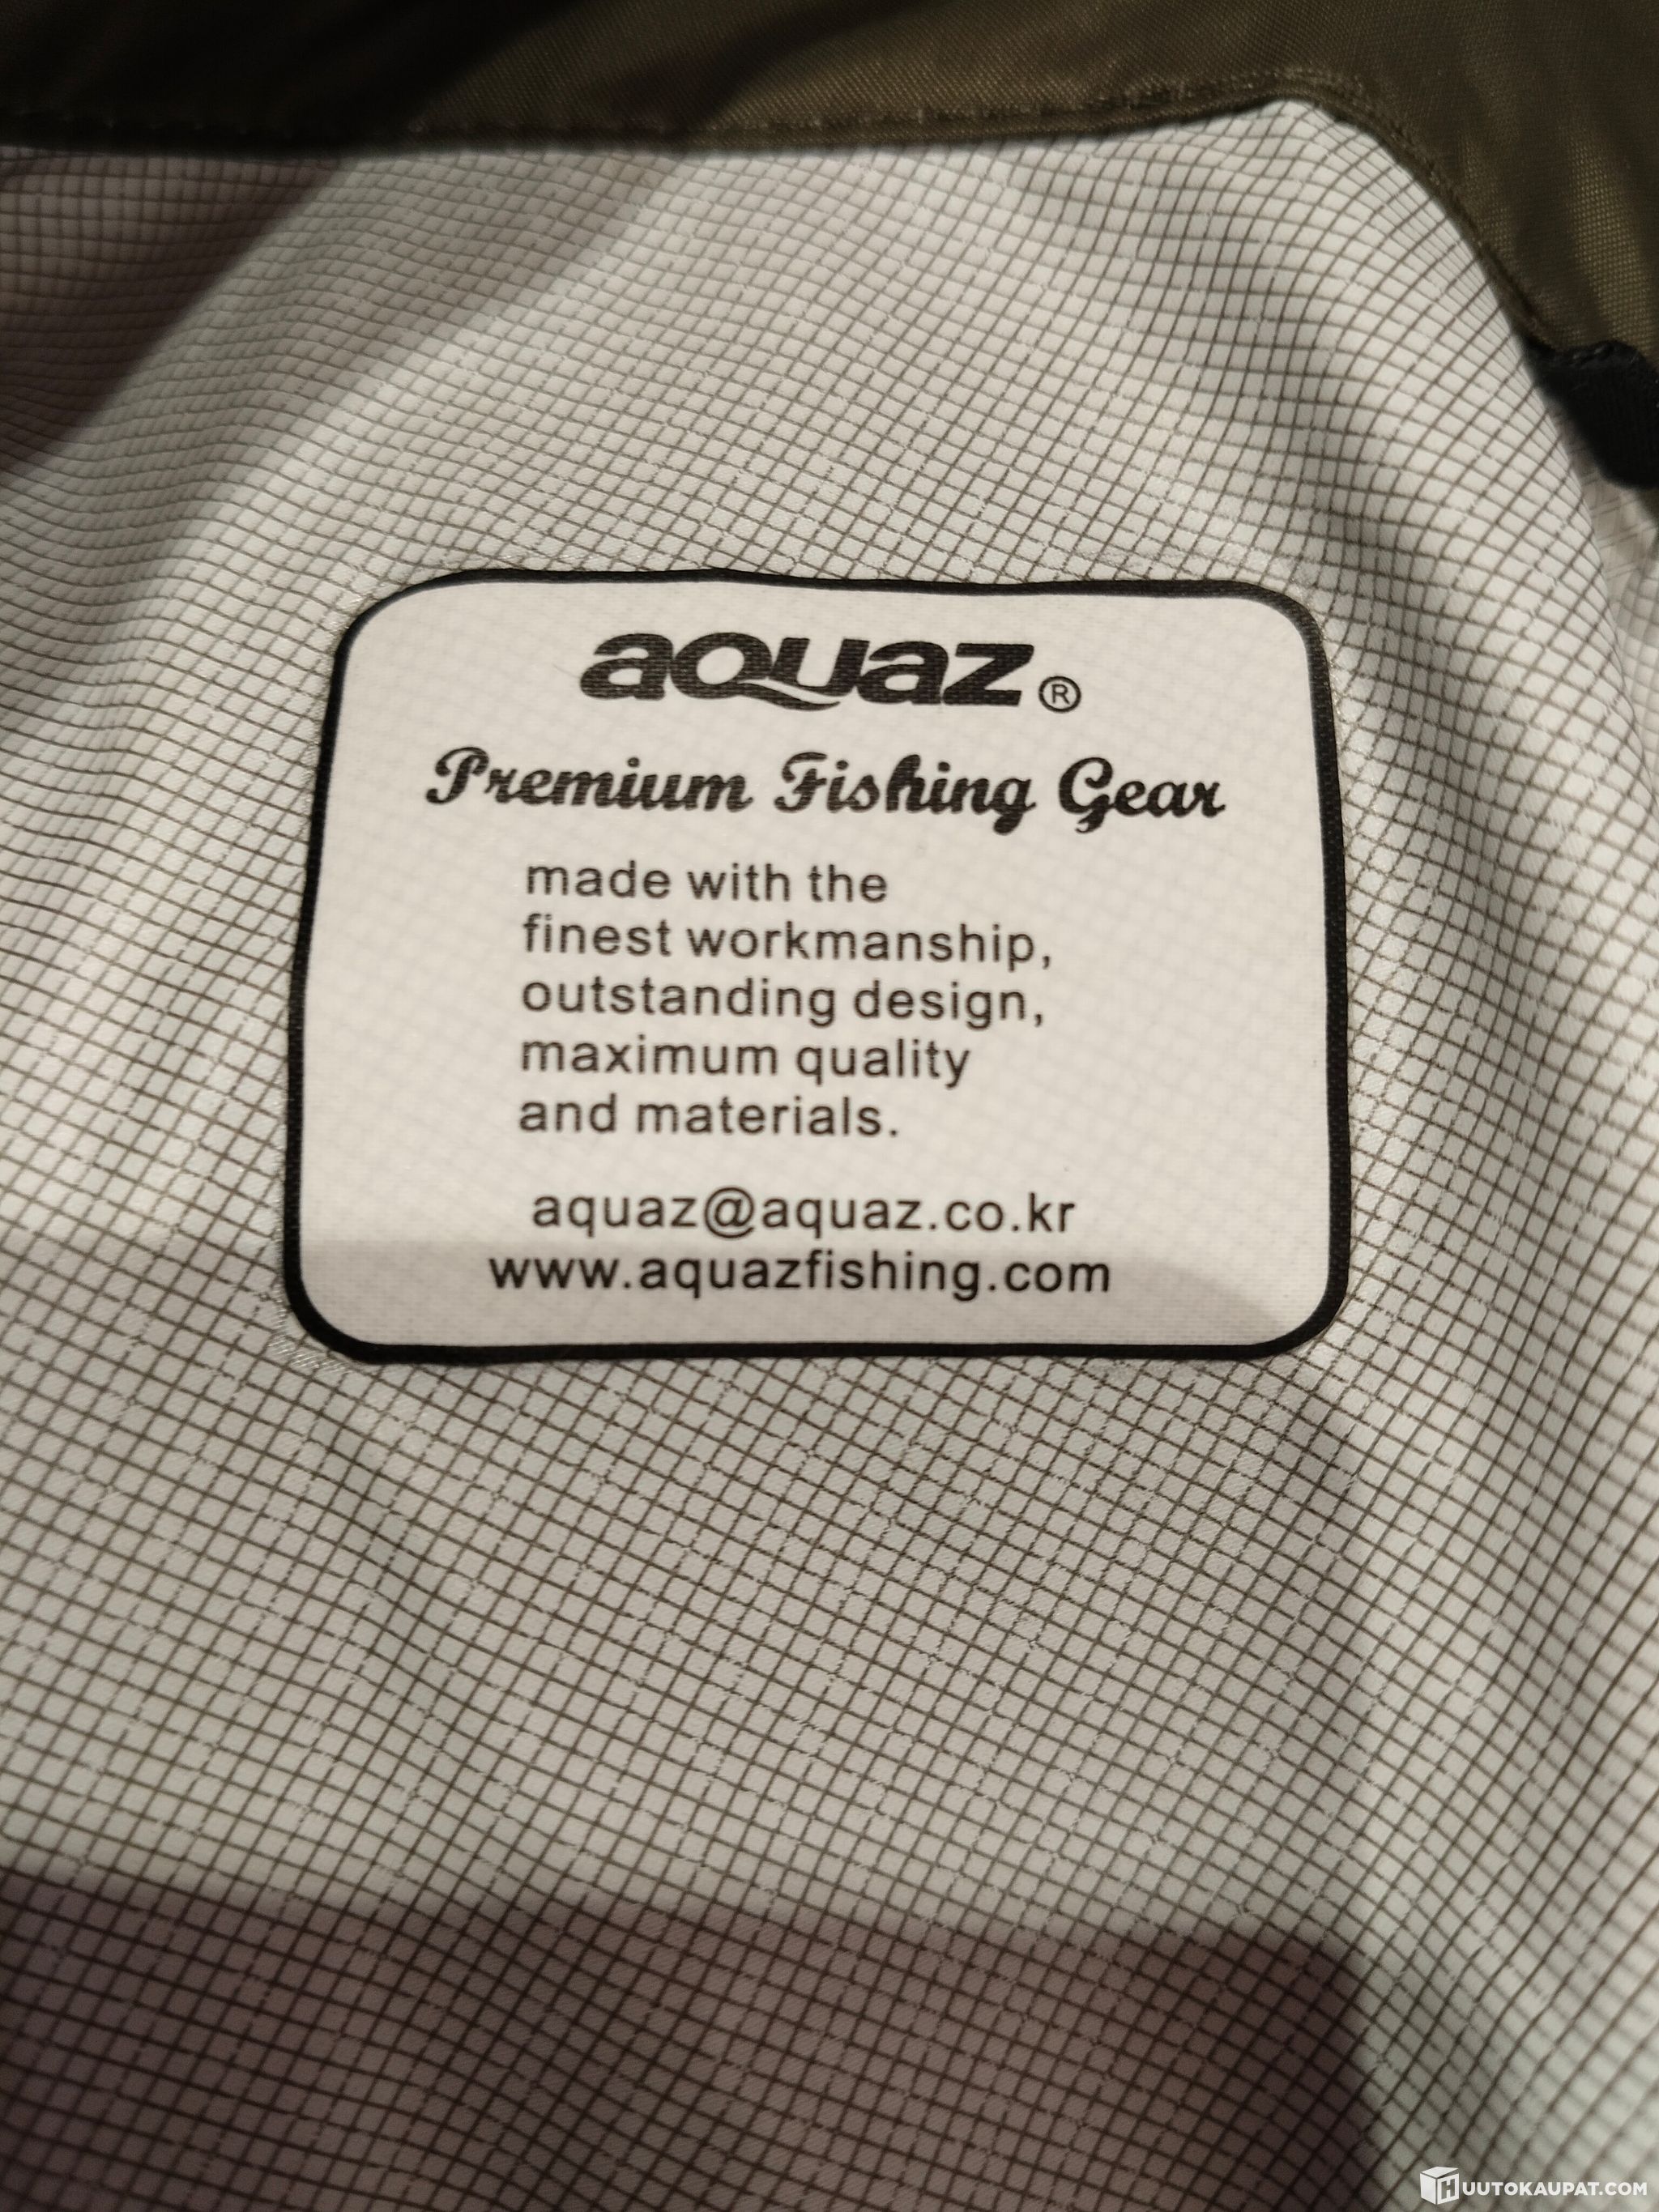 aquaz®
Premium Fishing Gear
made with the
finest workmanship,
outstanding design,
maximum quality
and materials.
aquaz@aquaz.co.kr
www.aquazfishing.com
HUUTOKAUPAT.COM